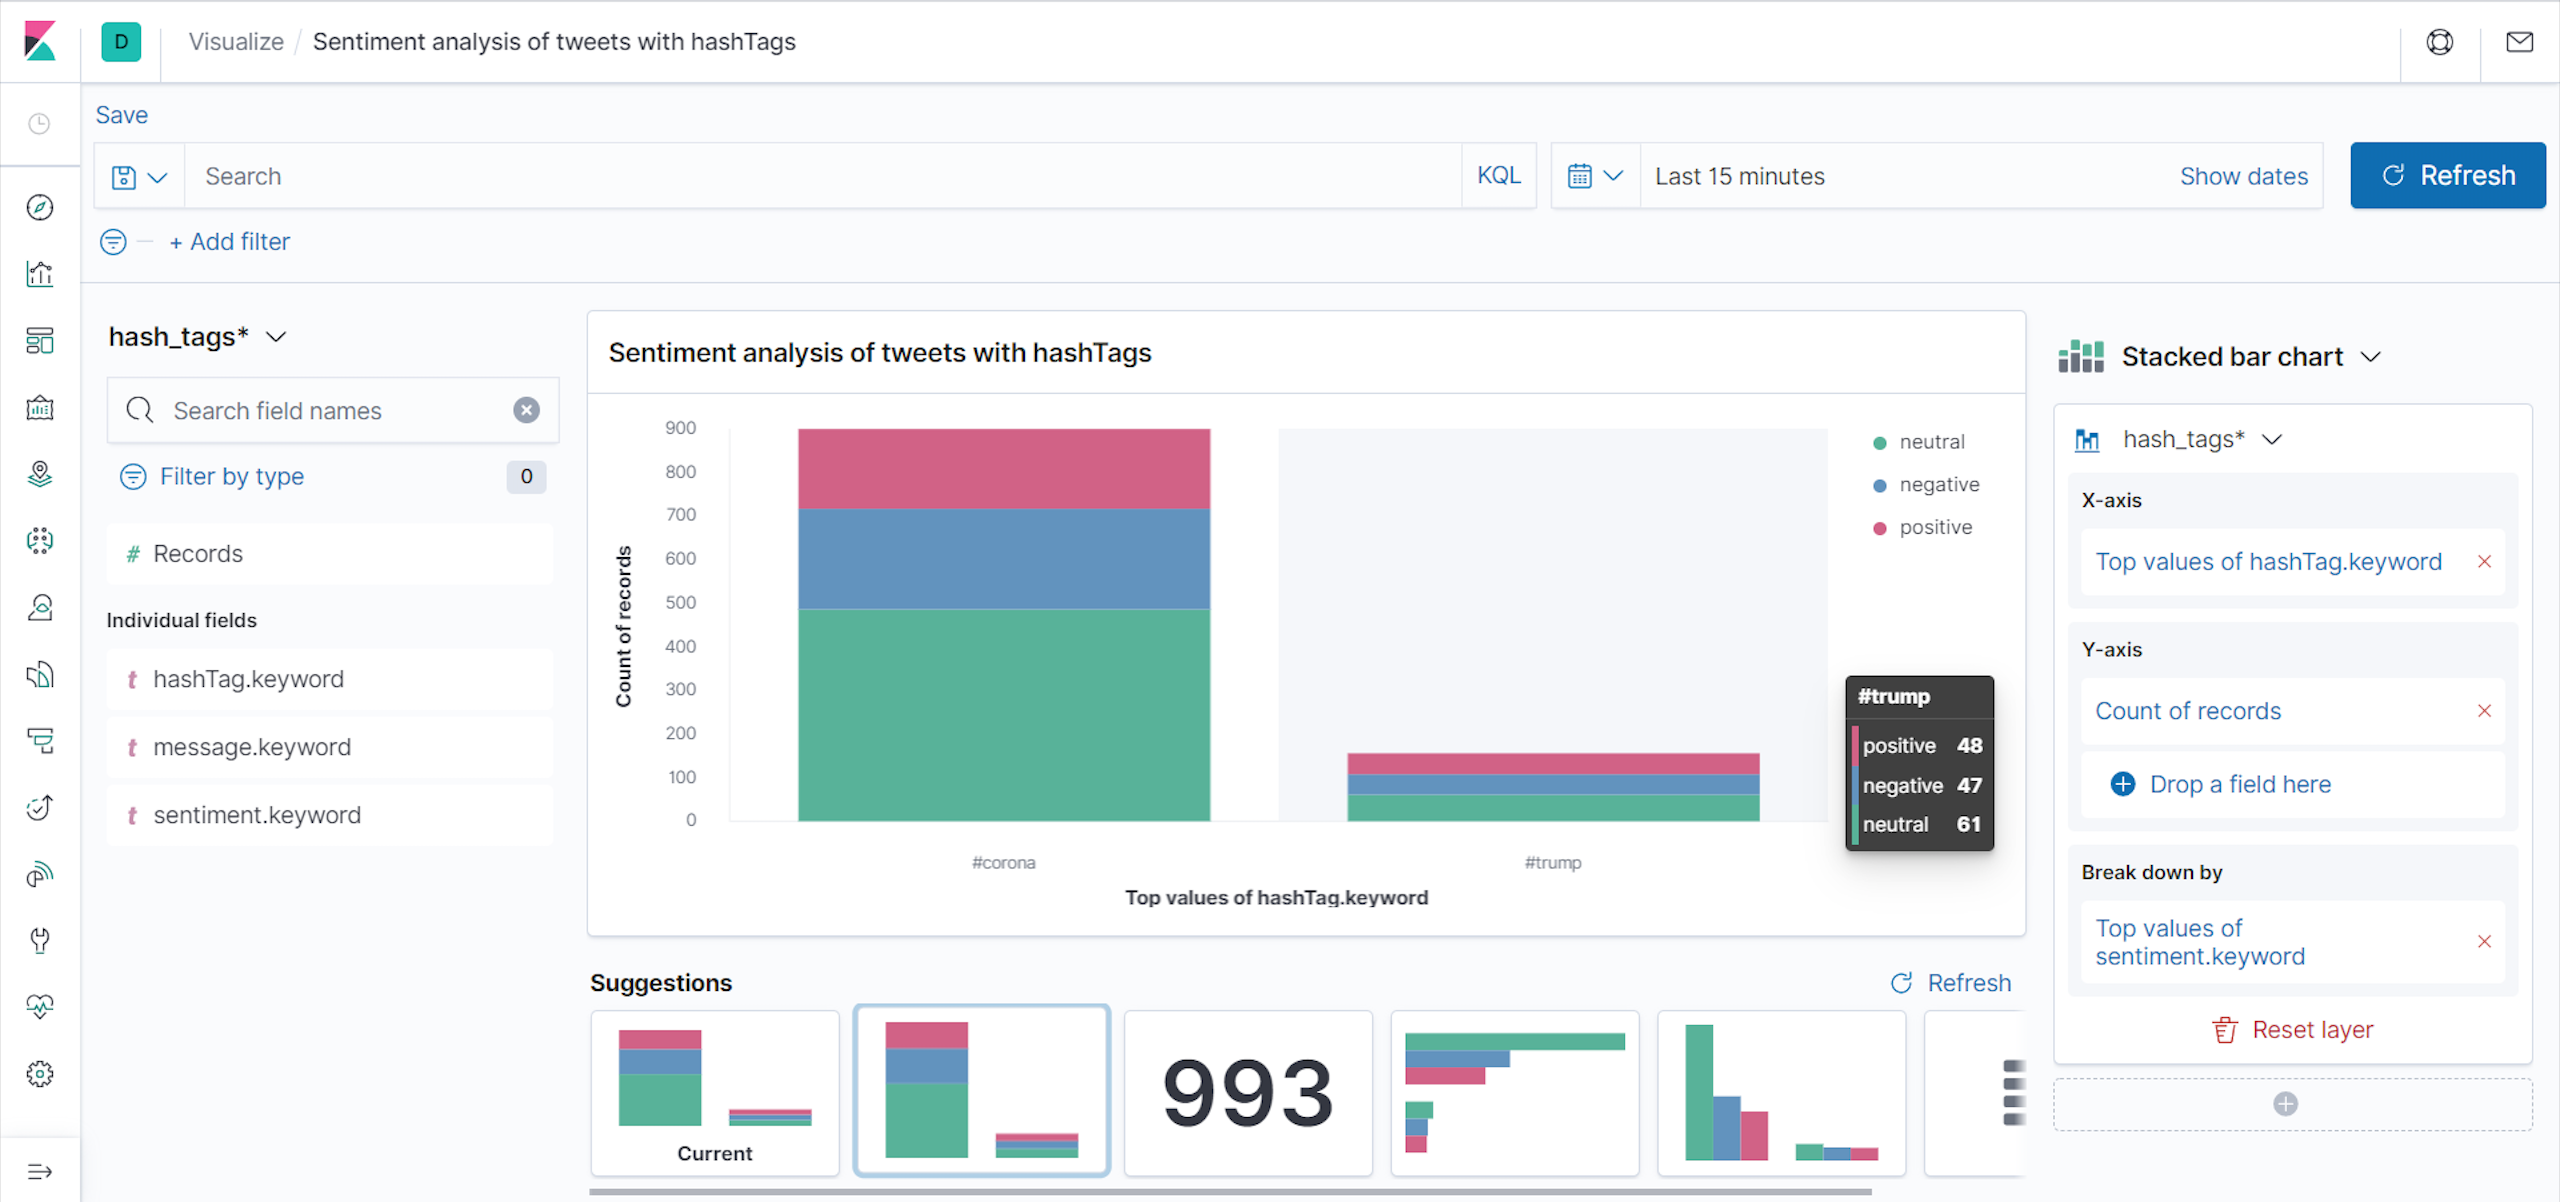 D
Visualize / Sentiment analysis of tweets with hashTags
Save
Search
KQL
Last 15 minutes
Show dates
Refresh
+ Add filter
hash_tags*
Search field names
Filter by type
0
# Records
Individual fields
t hashTag.keyword
t message.keyword
t sentiment.keyword
Sentiment analysis of tweets with hashTags
900
800
700
600
500
400
300
200
100
0
Count of records
#corona
#trump
Top values of hashTag.keyword
neutral
negative
positive
#trump
positive 48
negative 47
neutral 61
Suggestions
Refresh
Current
993
Stacked bar chart
hash_tags*
X-axis
Top values of hashTag.keyword
Y-axis
Count of records
Drop a field here
Break down by
Top values of
sentiment.keyword
Reset layer